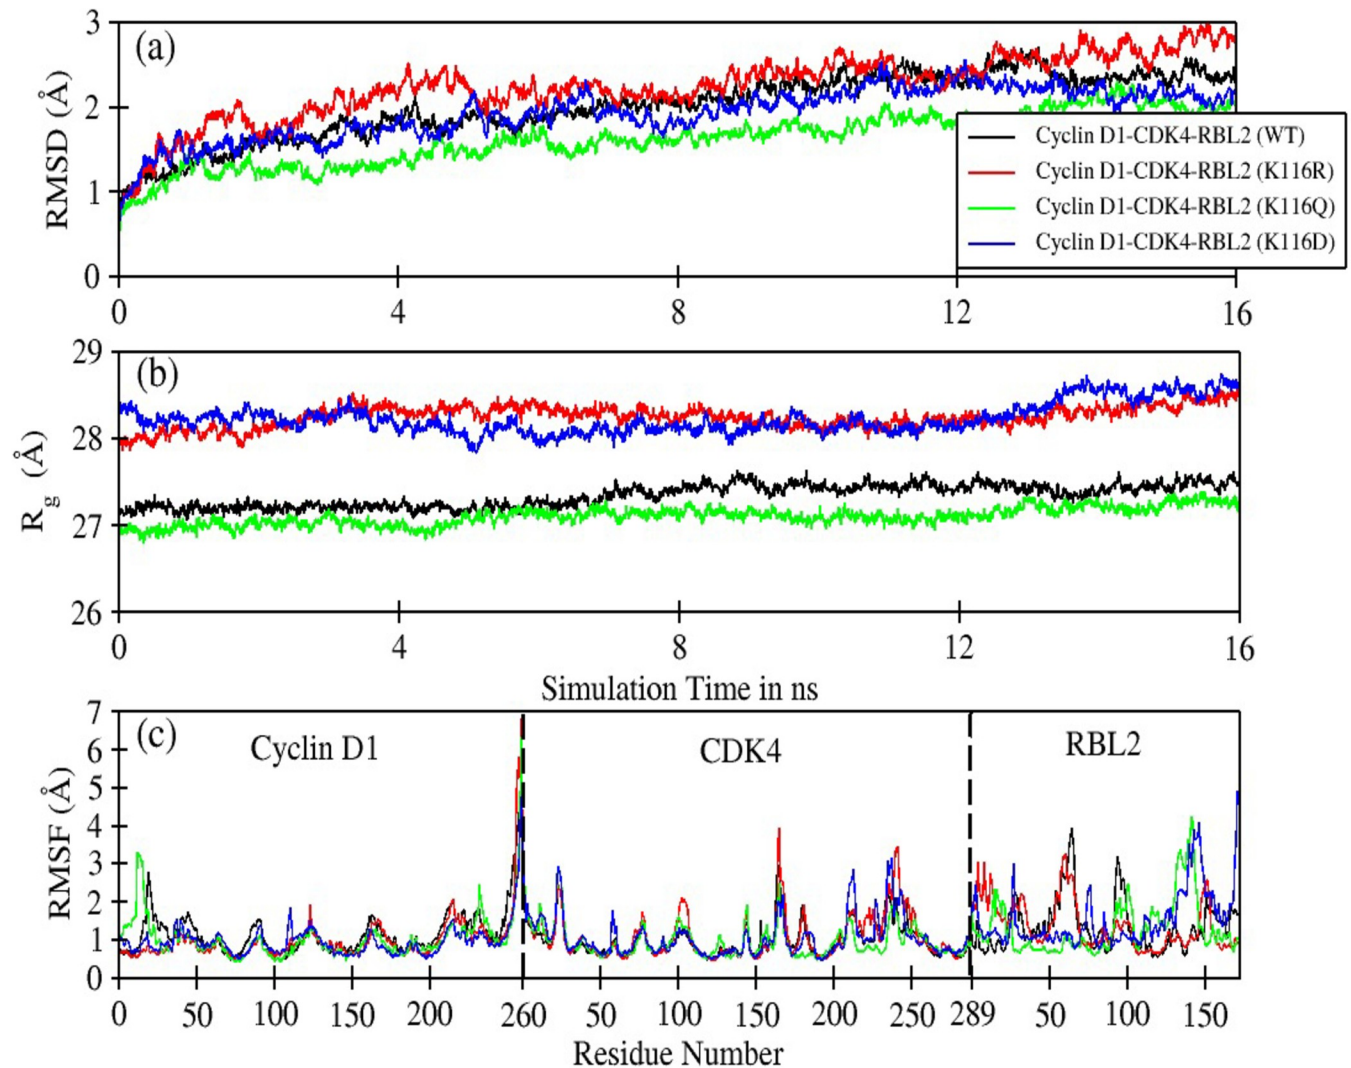 3
(a)
2
1
0
RMSD (Å)
Cyclin D1-CDK4-RBL2 (WT)
Cyclin D1-CDK4-RBL2 (K116R)
Cyclin D1-CDK4-RBL2 (K116Q)
Cyclin D1-CDK4-RBL2 (K116D)
0 4 8 12 16
29
(b)
28
27
26
Rg (Å)
0 4 8 12 16
Simulation Time in ns
7
(c)
Cyclin D1 CDK4 RBL2
6
5
4
3
2
1
0
RMSF (Å)
0 50 100 150 200 260 50 100 150 200 250 289 50 100 150
Residue Number